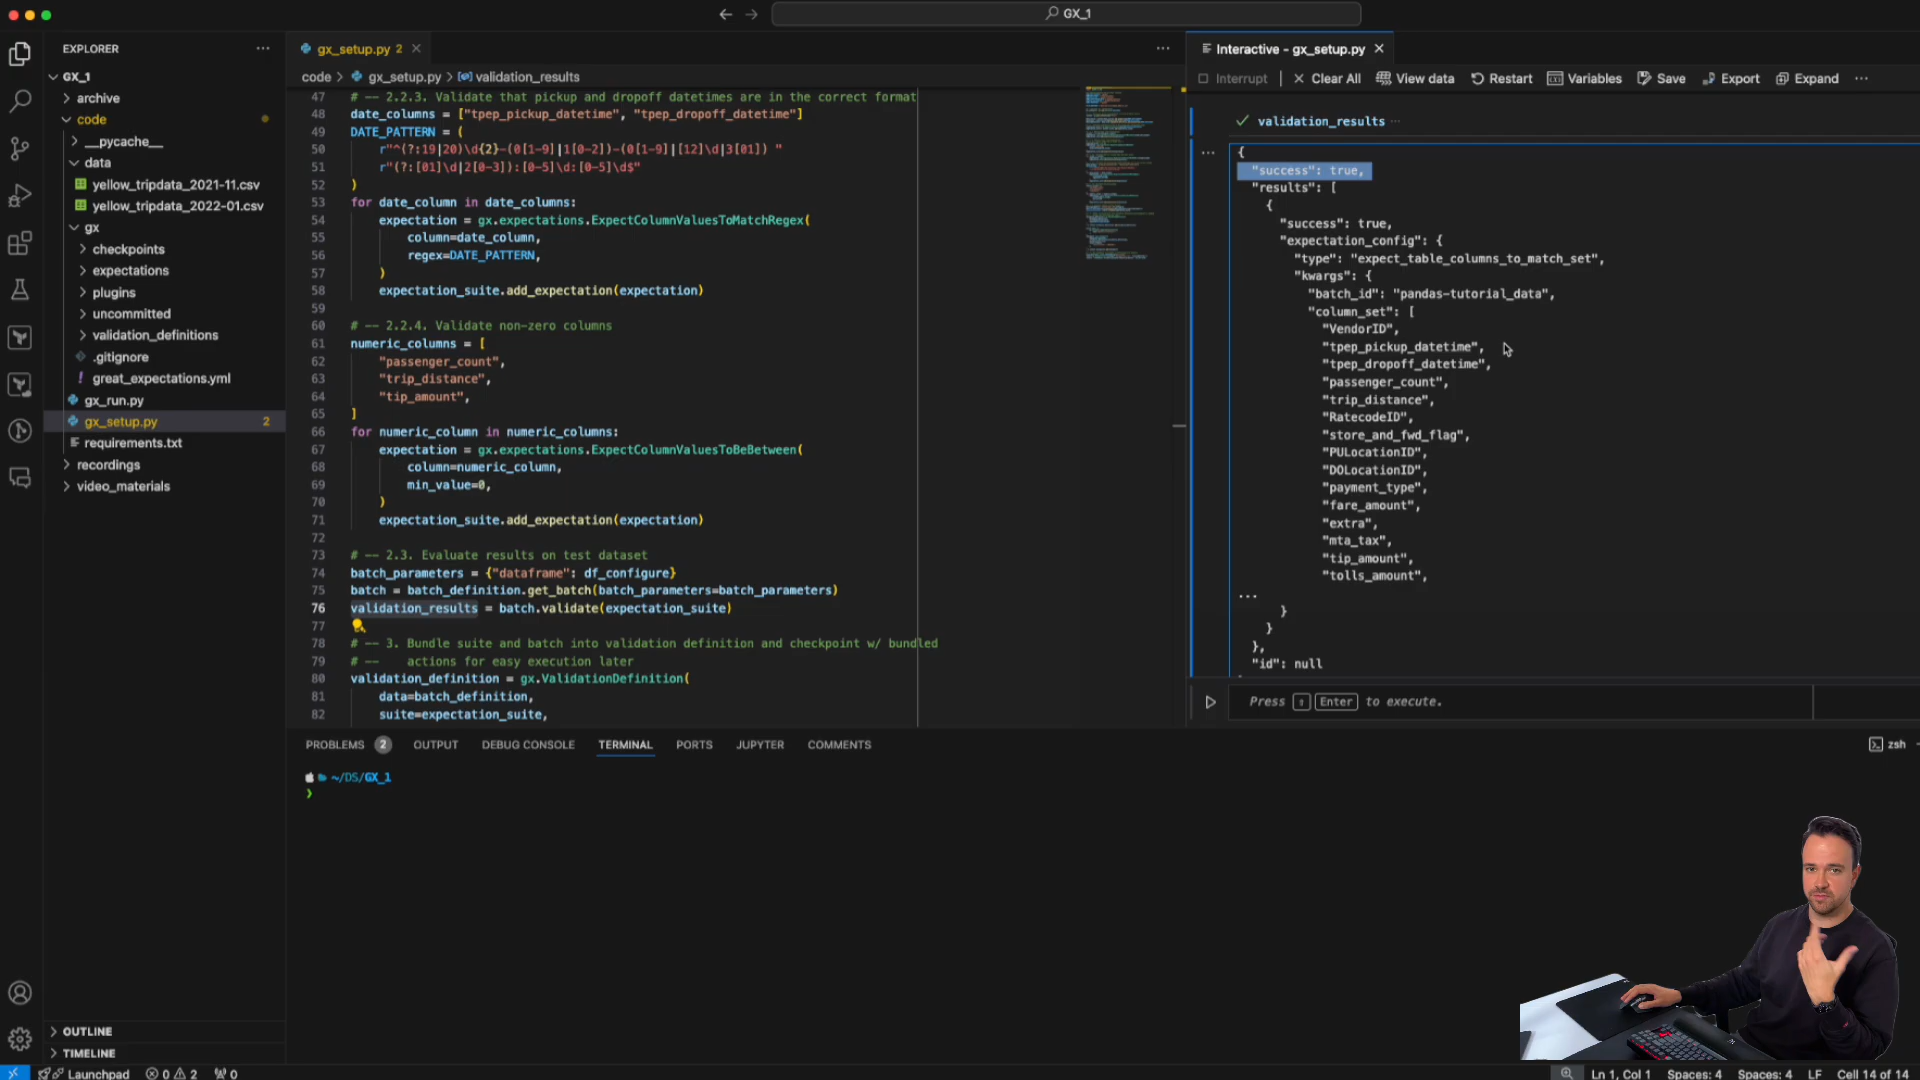 GX_1
EXPLORER
GX_1
archive
code
__pycache__
data
yellow_tripdata_2021-11.csv
yellow_tripdata_2022-01.csv
gx
checkpoints
expectations
plugins
uncommitted
validation_definitions
.gitignore
! great_expectations.yml
gx_run.py
gx_setup.py 2
requirements.txt
recordings
video_materials
OUTLINE
TIMELINE
gx_setup.py 2
code > gx_setup.py > validation_results
47 # -- 2.2.3. Validate that pickup and dropoff datetimes are in the correct format
48 date_columns = ["tpep_pickup_datetime", "tpep_dropoff_datetime"]
49 DATE_PATTERN = (
50 r"^(?:19|20)\d{2}-(0[1-9]|1[0-2])-(0[1-9]|[12]\d|3[01]) "
51 r"(?:[01]\d|2[0-3]):[0-5]\d:[0-5]\d$"
52 )
53 for date_column in date_columns:
54 expectation = gx.expectations.ExpectColumnValuesToMatchRegex(
55 column=date_column,
56 regex=DATE_PATTERN,
57 )
58 expectation_suite.add_expectation(expectation)
59
60 # -- 2.2.4. Validate non-zero columns
61 numeric_columns = [
62 "passenger_count",
63 "trip_distance",
64 "tip_amount",
65 ]
66 for numeric_column in numeric_columns:
67 expectation = gx.expectations.ExpectColumnValuesToBeBetween(
68 column=numeric_column,
69 min_value=0,
70 )
71 expectation_suite.add_expectation(expectation)
72
73 # -- 2.3. Evaluate results on test dataset
74 batch_parameters = {"dataframe": df_configure}
75 batch = batch_definition.get_batch(batch_parameters=batch_parameters)
76 validation_results = batch.validate(expectation_suite)
77
78 # -- 3. Bundle suite and batch into validation definition and checkpoint w/ bundled
79 # -- actions for easy execution later
80 validation_definition = gx.ValidationDefinition(
81 data=batch_definition,
82 suite=expectation_suite,
Interactive - gx_setup.py
Interrupt | Clear All View data Restart Variables Save Export Expand ...
validation_results ...
{
"success": true,
"results": [
{
"success": true,
"expectation_config": {
"type": "expect_table_columns_to_match_set",
"kwargs": {
"batch_id": "pandas-tutorial_data",
"column_set": [
"VendorID",
"tpep_pickup_datetime",
"tpep_dropoff_datetime",
"passenger_count",
"trip_distance",
"RatecodeID",
"store_and_fwd_flag",
"PULocationID",
"DOLocationID",
"payment_type",
"fare_amount",
"extra",
"mta_tax",
"tip_amount",
"tolls_amount",
...
}
}
},
"id": null
Press ⇧ Enter to execute.
PROBLEMS 2 OUTPUT DEBUG CONSOLE TERMINAL PORTS JUPYTER COMMENTS
zsh
~/DS/GX_1
❯
Launchpad 0 2 0
Ln 1, Col 1 Spaces: 4 Spaces: 4 LF Cell 14 of 14